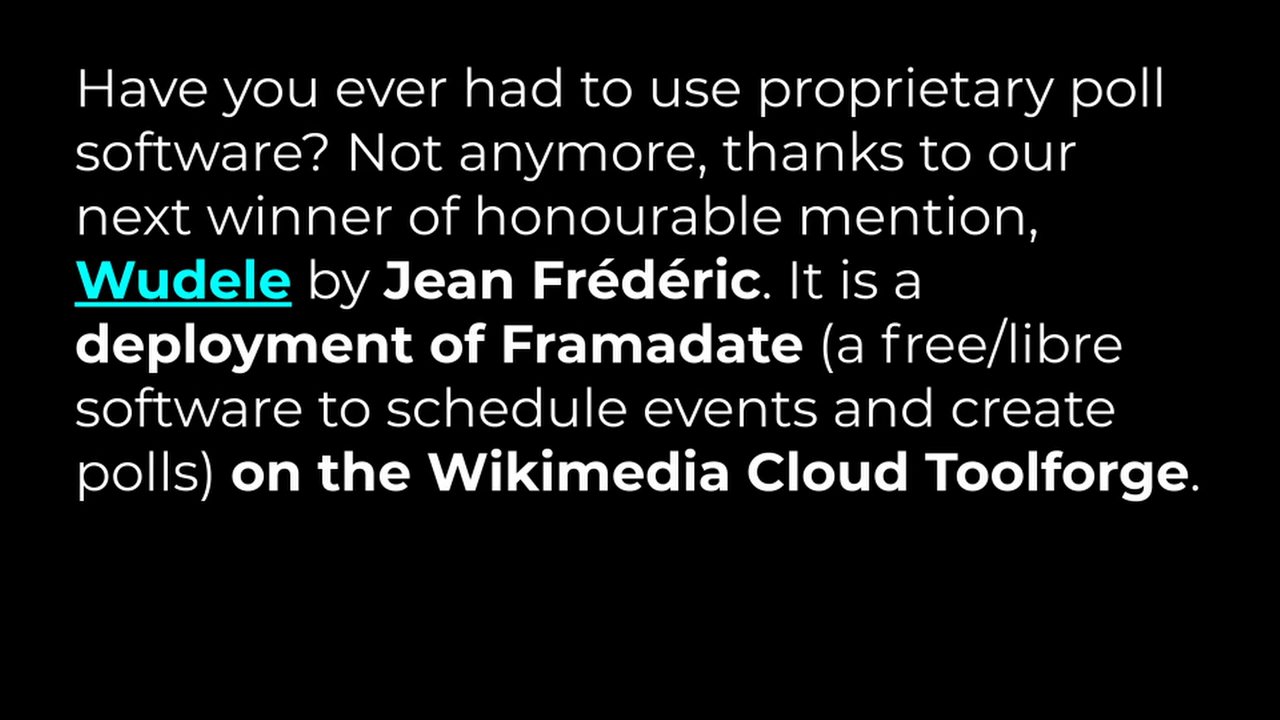 Have you ever had to use proprietary poll
software? Not anymore, thanks to our
next winner of honourable mention,
Wudele by Jean Frédéric. It is a
deployment of Framadate (a free/libre
software to schedule events and create
polls) on the Wikimedia Cloud Toolforge.